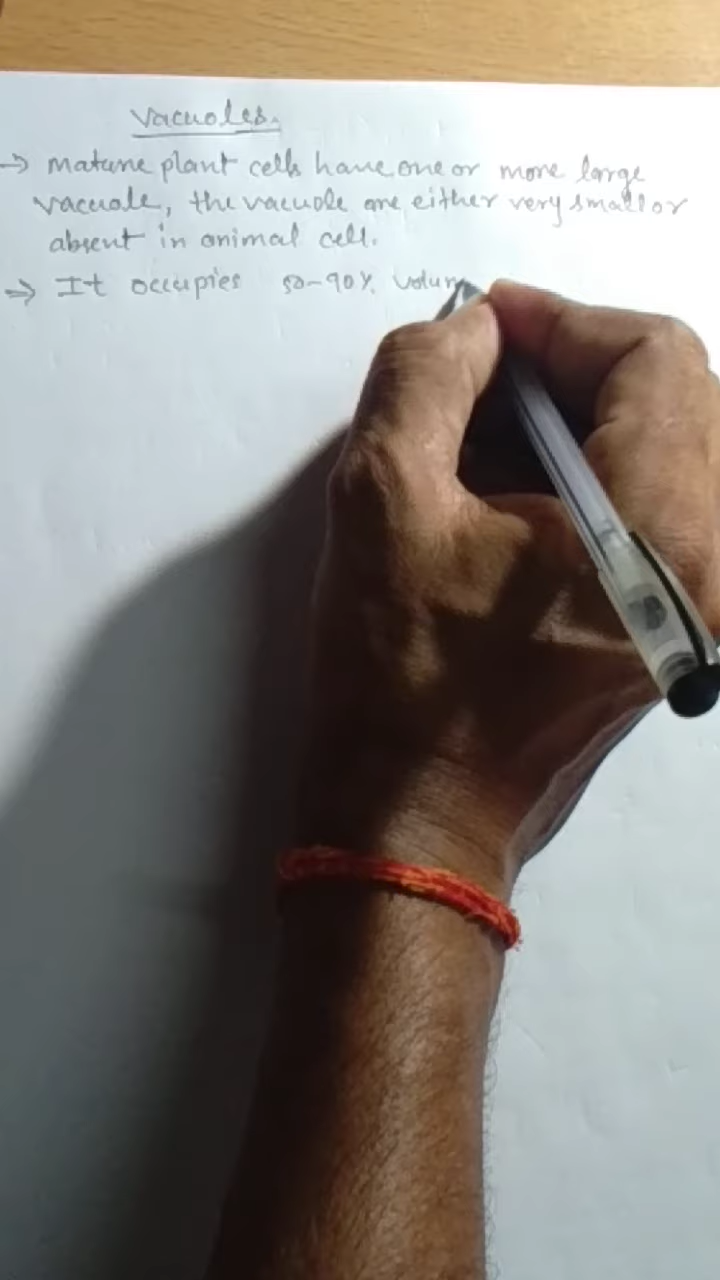 Vacuoles.
→ mature plant cells have one or more large
vacuole, the vacuole are either very small or
absent in animal cell.
⇒ It occupies 50-90% volum